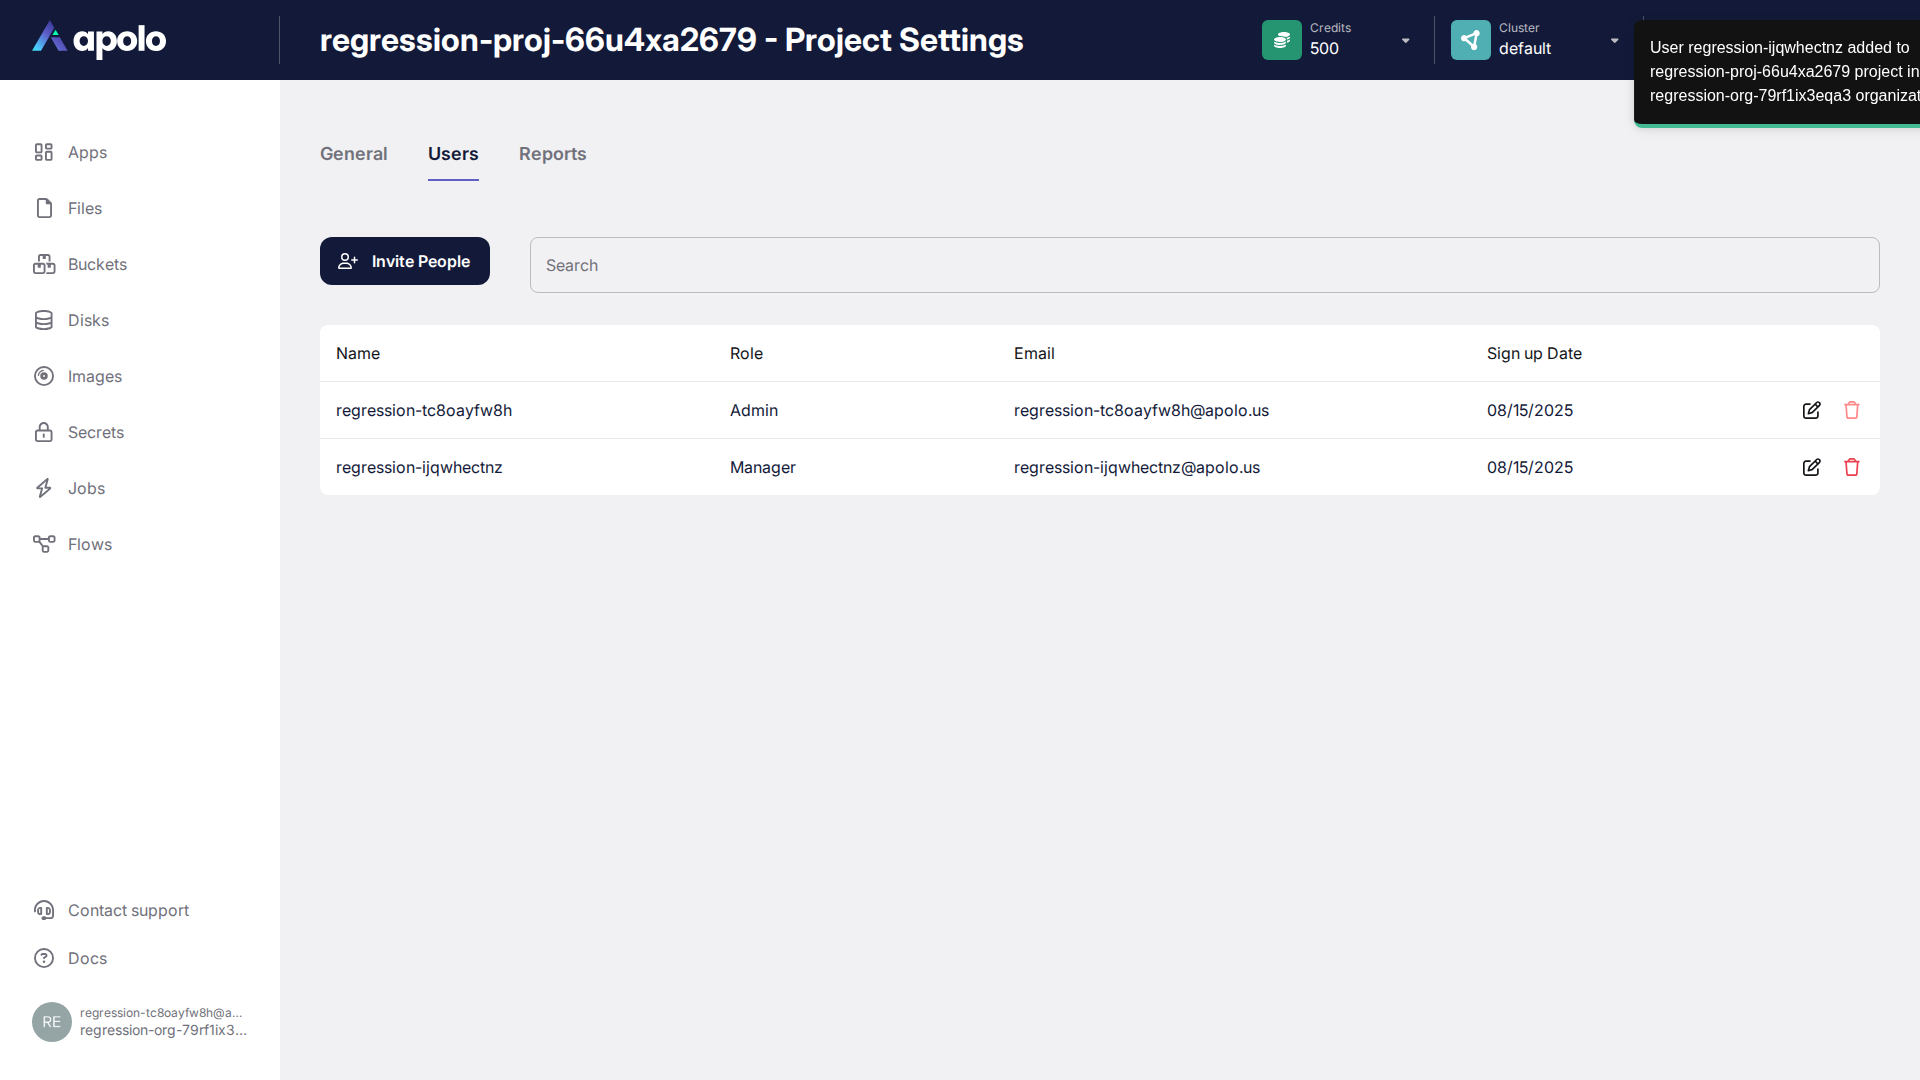 apolo
regression-proj-66u4xa2679 - Project Settings
Credits
500
Cluster
default
User regression-ijqwhectnz added to
regression-proj-66u4xa2679 project in
regression-org-79rf1ix3eqa3 organizat
Apps
Files
Buckets
Disks
Images
Secrets
Jobs
Flows
General Users Reports
Invite People
Search
Name Role Email Sign up Date
regression-tc8oayfw8h Admin regression-tc8oayfw8h@apolo.us 08/15/2025
regression-ijqwhectnz Manager regression-ijqwhectnz@apolo.us 08/15/2025
Contact support
Docs
RE
regression-tc8oayfw8h@a...
regression-org-79rf1ix3...